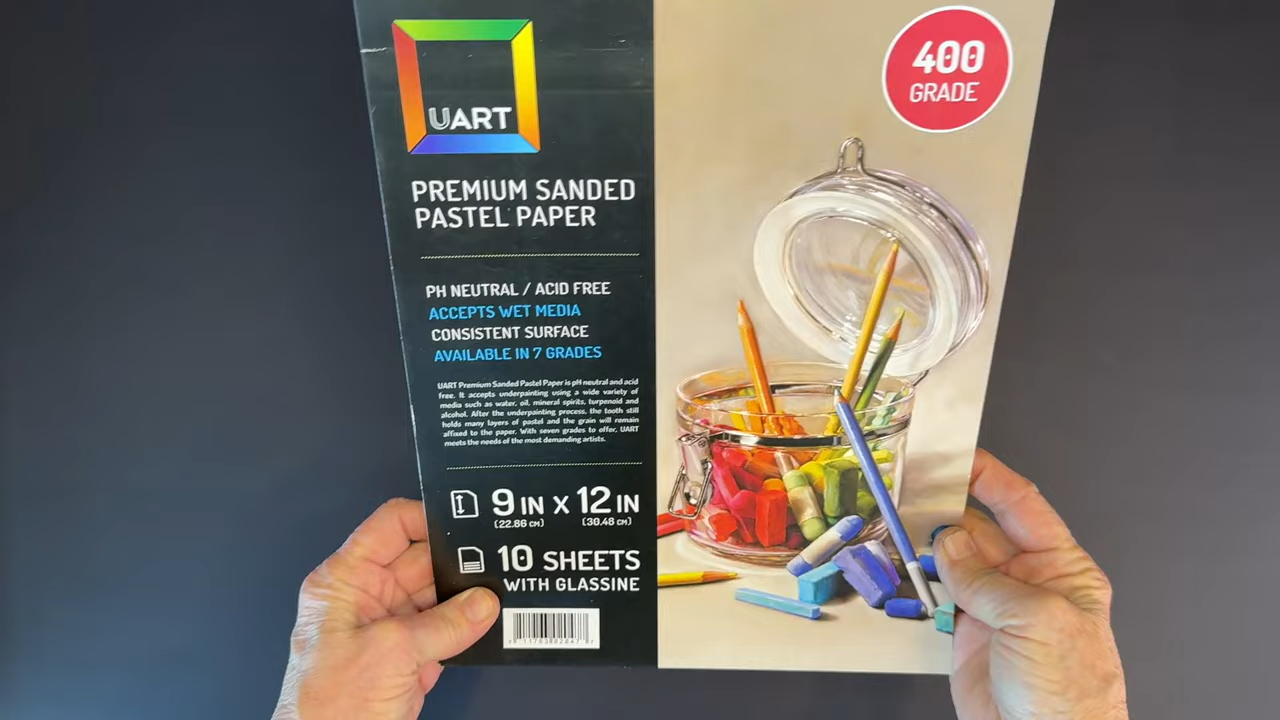 UART
400
GRADE
PREMIUM SANDED
PASTEL PAPER
PH NEUTRAL / ACID FREE
ACCEPTS WET MEDIA
CONSISTENT SURFACE
AVAILABLE IN 7 GRADES
UART Premium Sanded Pastel Paper is pH neutral and acid
free. It accepts underpainting using a wide variety of
media such as water, oil, mineral spirits, turpenoid and
alcohol. After the underpainting process, the tooth still
holds many layers of pastel and the grain will remain
affixed to the paper. With seven grades to offer, UART
meets the needs of the most demanding artists.
9 IN X 12 IN
(22.86 CM) (30.48 CM)
10 SHEETS
WITH GLASSINE